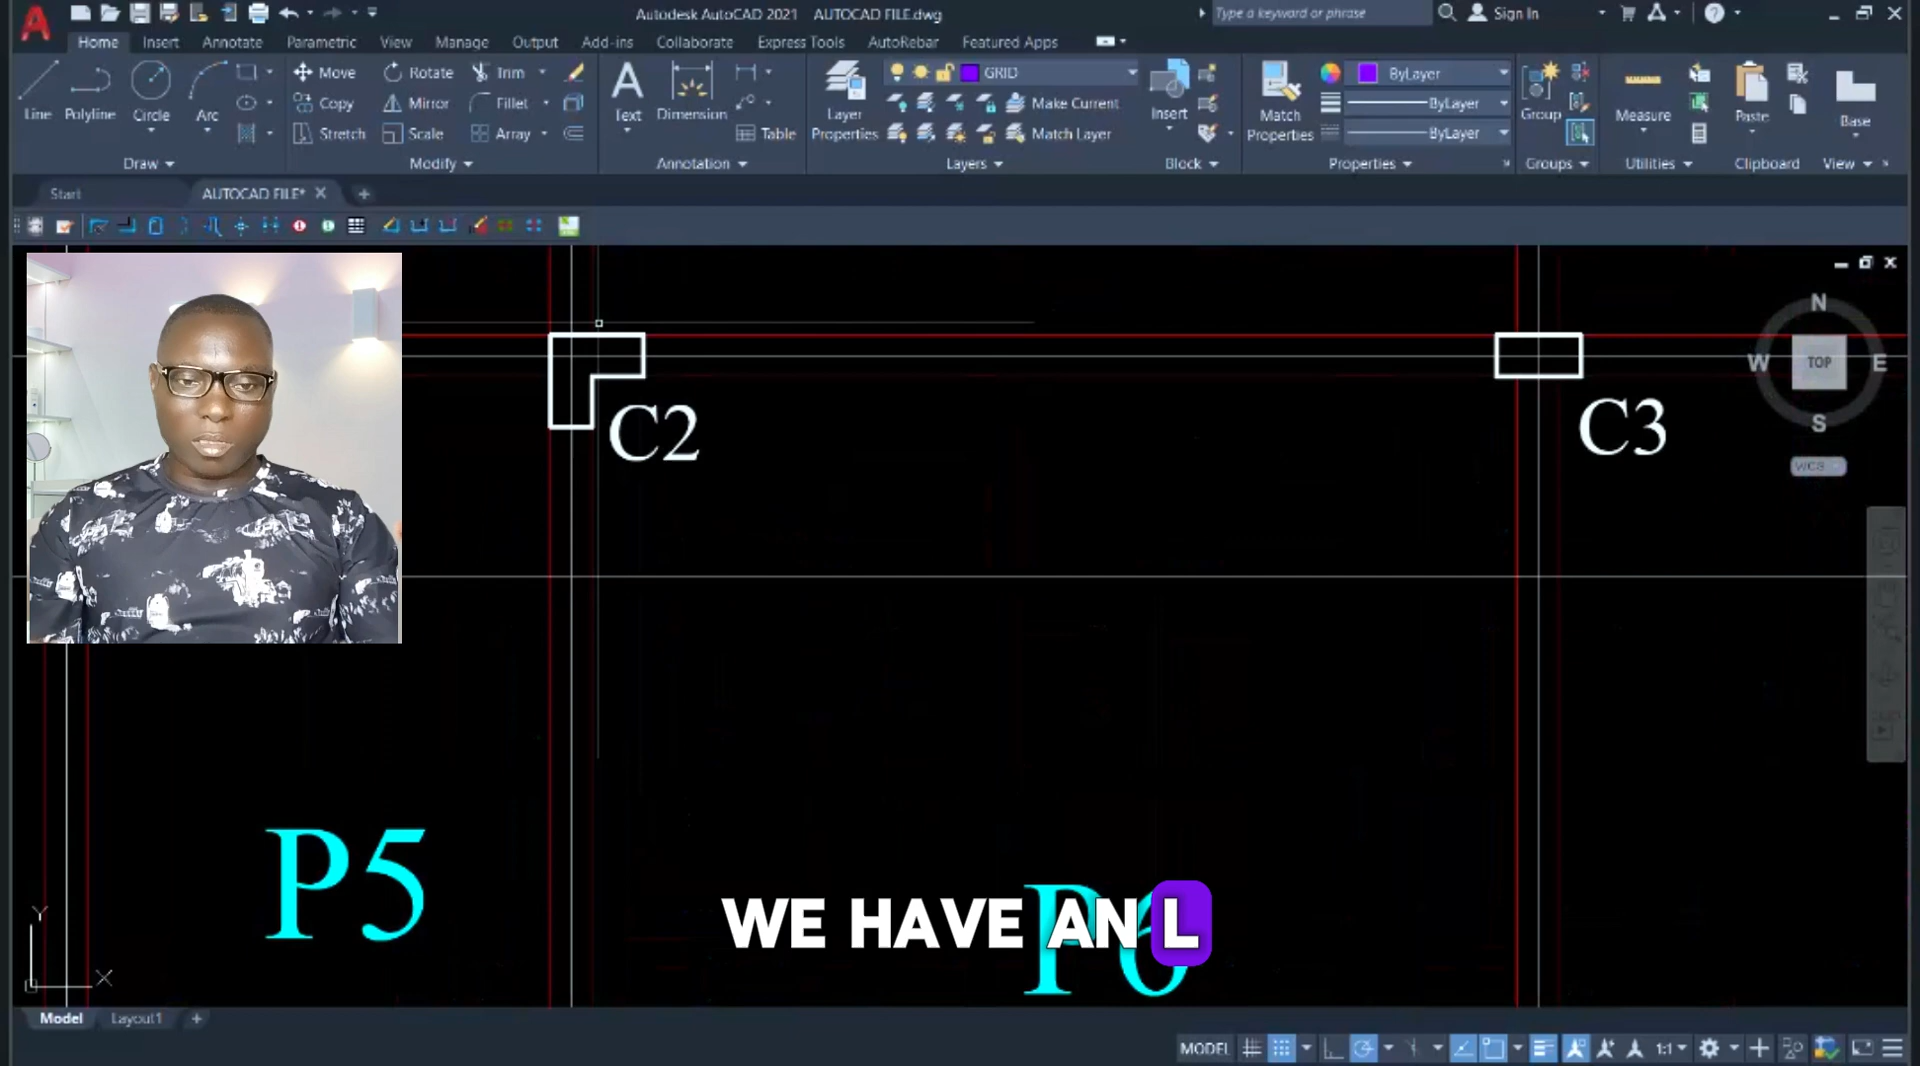 Autodesk AutoCAD 2021 AUTOCAD FILE.dwg
Type a keyword or phrase
Sign In
Home Insert Annotate Parametric View Manage Output Add-ins Collaborate Express Tools AutoRebar Featured Apps
Line Polyline Circle Arc
Move Rotate Trim
Copy Mirror Fillet
Stretch Scale Array
Text Dimension Table
Layer Properties
GRID
Make Current
Match Layer
Insert
Match Properties
ByLayer
ByLayer
ByLayer
Group Measure Paste Base
Draw Modify Annotation Layers Block Properties Groups Utilities Clipboard View
Start AUTOCAD FILE*
N
W TOP E
S
WCS
C2
C3
P5
P6
WE HAVE AN L
Y
X
Model Layout1
MODEL 1:1